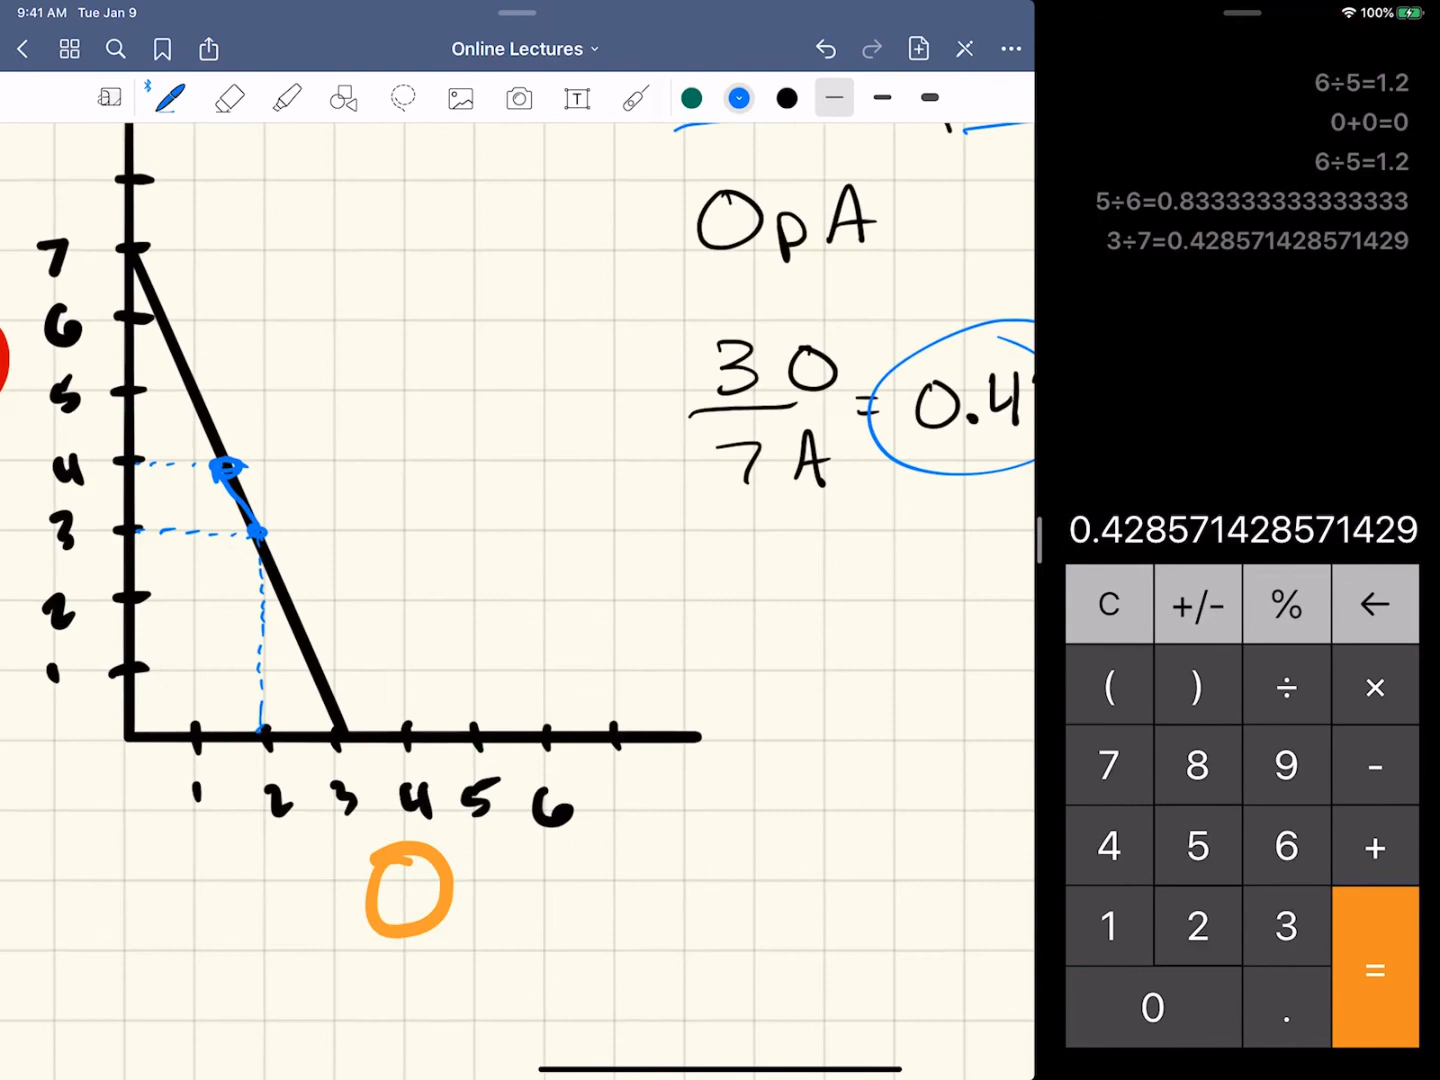 9:41 AM Tue Jan 9
100%
Online Lectures
T
6÷5=1.2
0+0=0
6÷5=1.2
5÷6=0.833333333333333
3÷7=0.428571428571429
OpA
3 O
7 A
= 0.4
7
6
5
4
3
2
1
1 2 3 4 5 6
O
0.428571428571429
C +/- % ←
( ) ÷ ×
7 8 9 -
4 5 6 +
1 2 3
0 . =